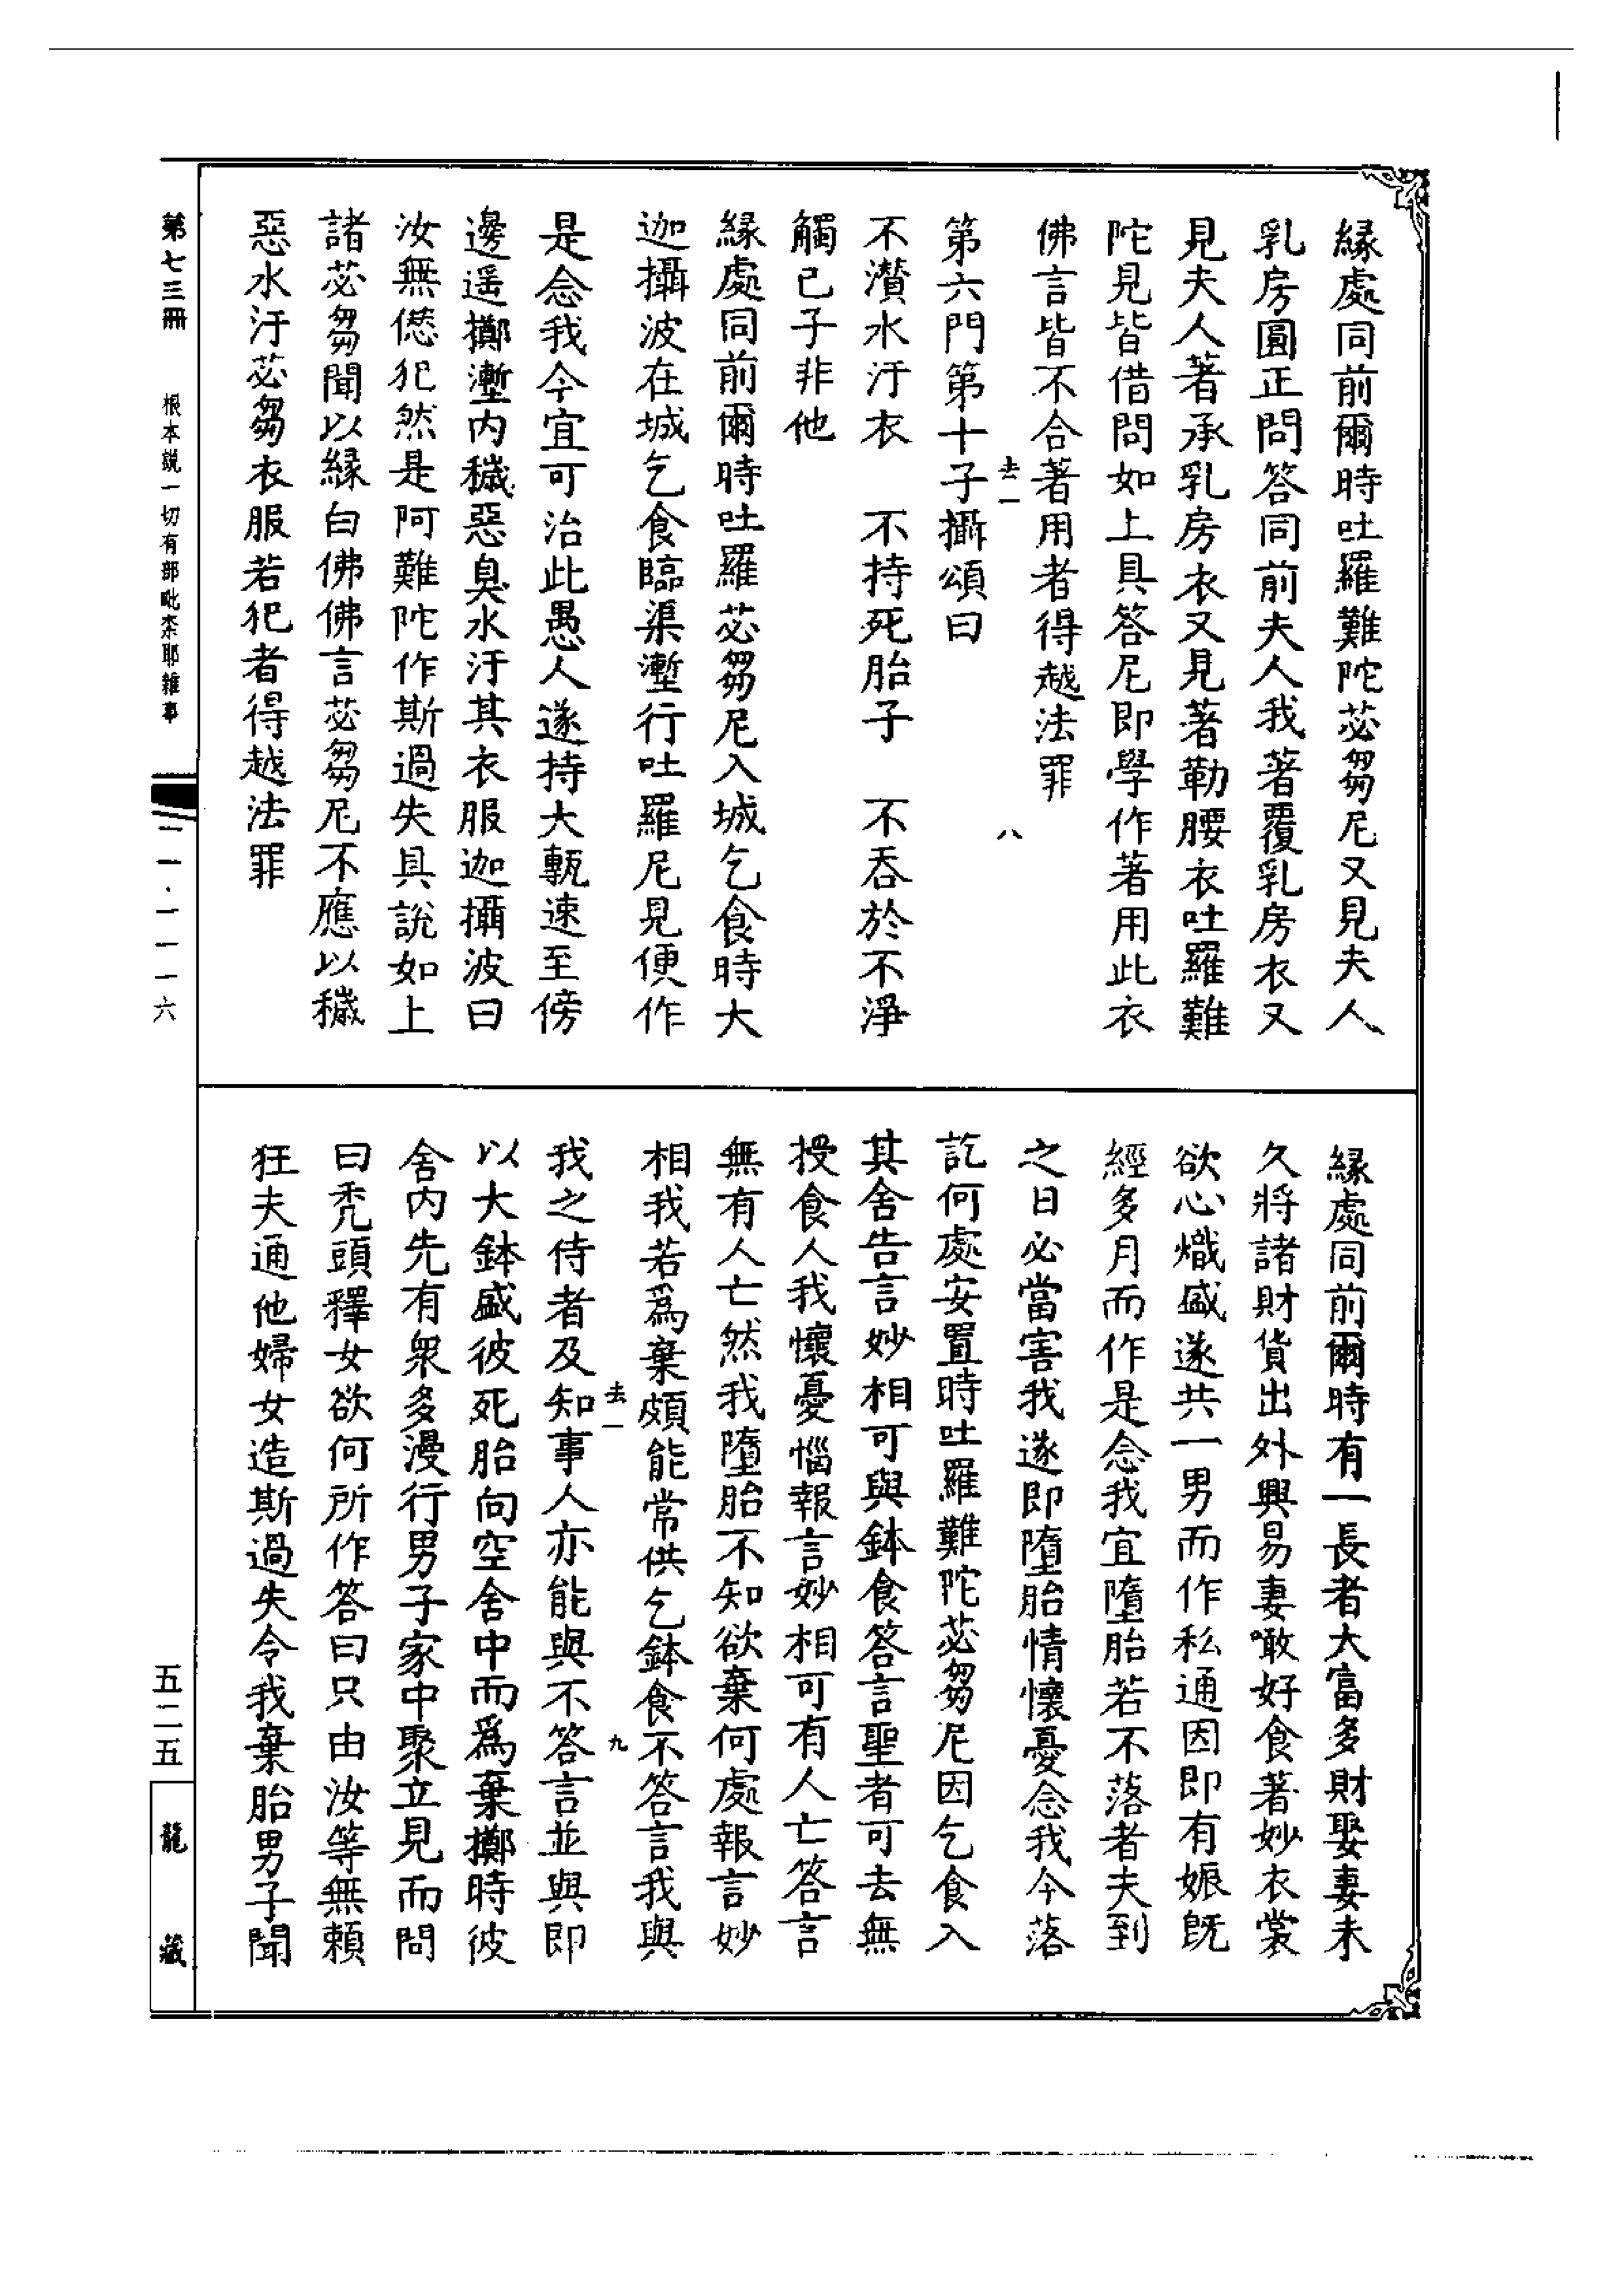 緣處同前爾時吐羅難陀苾芻尼又見夫人
乳房圓正問答同前夫人我著覆乳房衣又
見夫人著承乳房衣又見著勒腰衣吐羅難
陀見皆借問如上具答尼即學作著用此衣
佛言皆不合著用者得越法罪
去二
八
第六門第十子攝頌曰
不灒水汙衣　不持死胎子　不吞於不淨
觸已子非他
緣處同前爾時吐羅苾芻尼入城乞食時大
迦攝波在城乞食臨渠壍行吐羅尼見便作
是念我今宜可治此愚人遂持大甎速至傍
邊遥擲壍内穢惡臭水汙其衣服迦攝波曰
汝無㥲犯然是阿難陀作斯過失具說如上
諸苾芻聞以緣白佛佛言苾芻尼不應以穢
惡水汙苾芻衣服若犯者得越法罪
緣處同前爾時有一長者大富多財娶妻未
久將諸財貨出外興易妻噉好食著妙衣裳
欲心熾盛遂共一男而作私通因即有娠既
經多月而作是念我宜墮胎若不落者夫到
之日必當害我遂即墮胎情懷憂念我今落
訖何處安置時吐羅難陀苾芻尼因乞食入
其舍告言妙相可與鉢食答言聖者可去無
授食人我懷憂惱報言妙相可有人亡答言
無有人亡然我墮胎不知欲棄何處報言妙
相我若爲棄頗能常供乞鉢食不答言我與
去一
九
我之侍者及知事人亦能與不答言並與即
以大鉢盛彼死胎向空舍中而爲棄擲時彼
舍内先有衆多漫行男子家中聚立見而問
曰禿頭釋女欲何所作答曰只由汝等無賴
狂夫通他婦女造斯過失令我棄胎男子聞
第七三冊
根本說一切有部毗柰耶雜事
二一·一一一六
五二五
龍藏